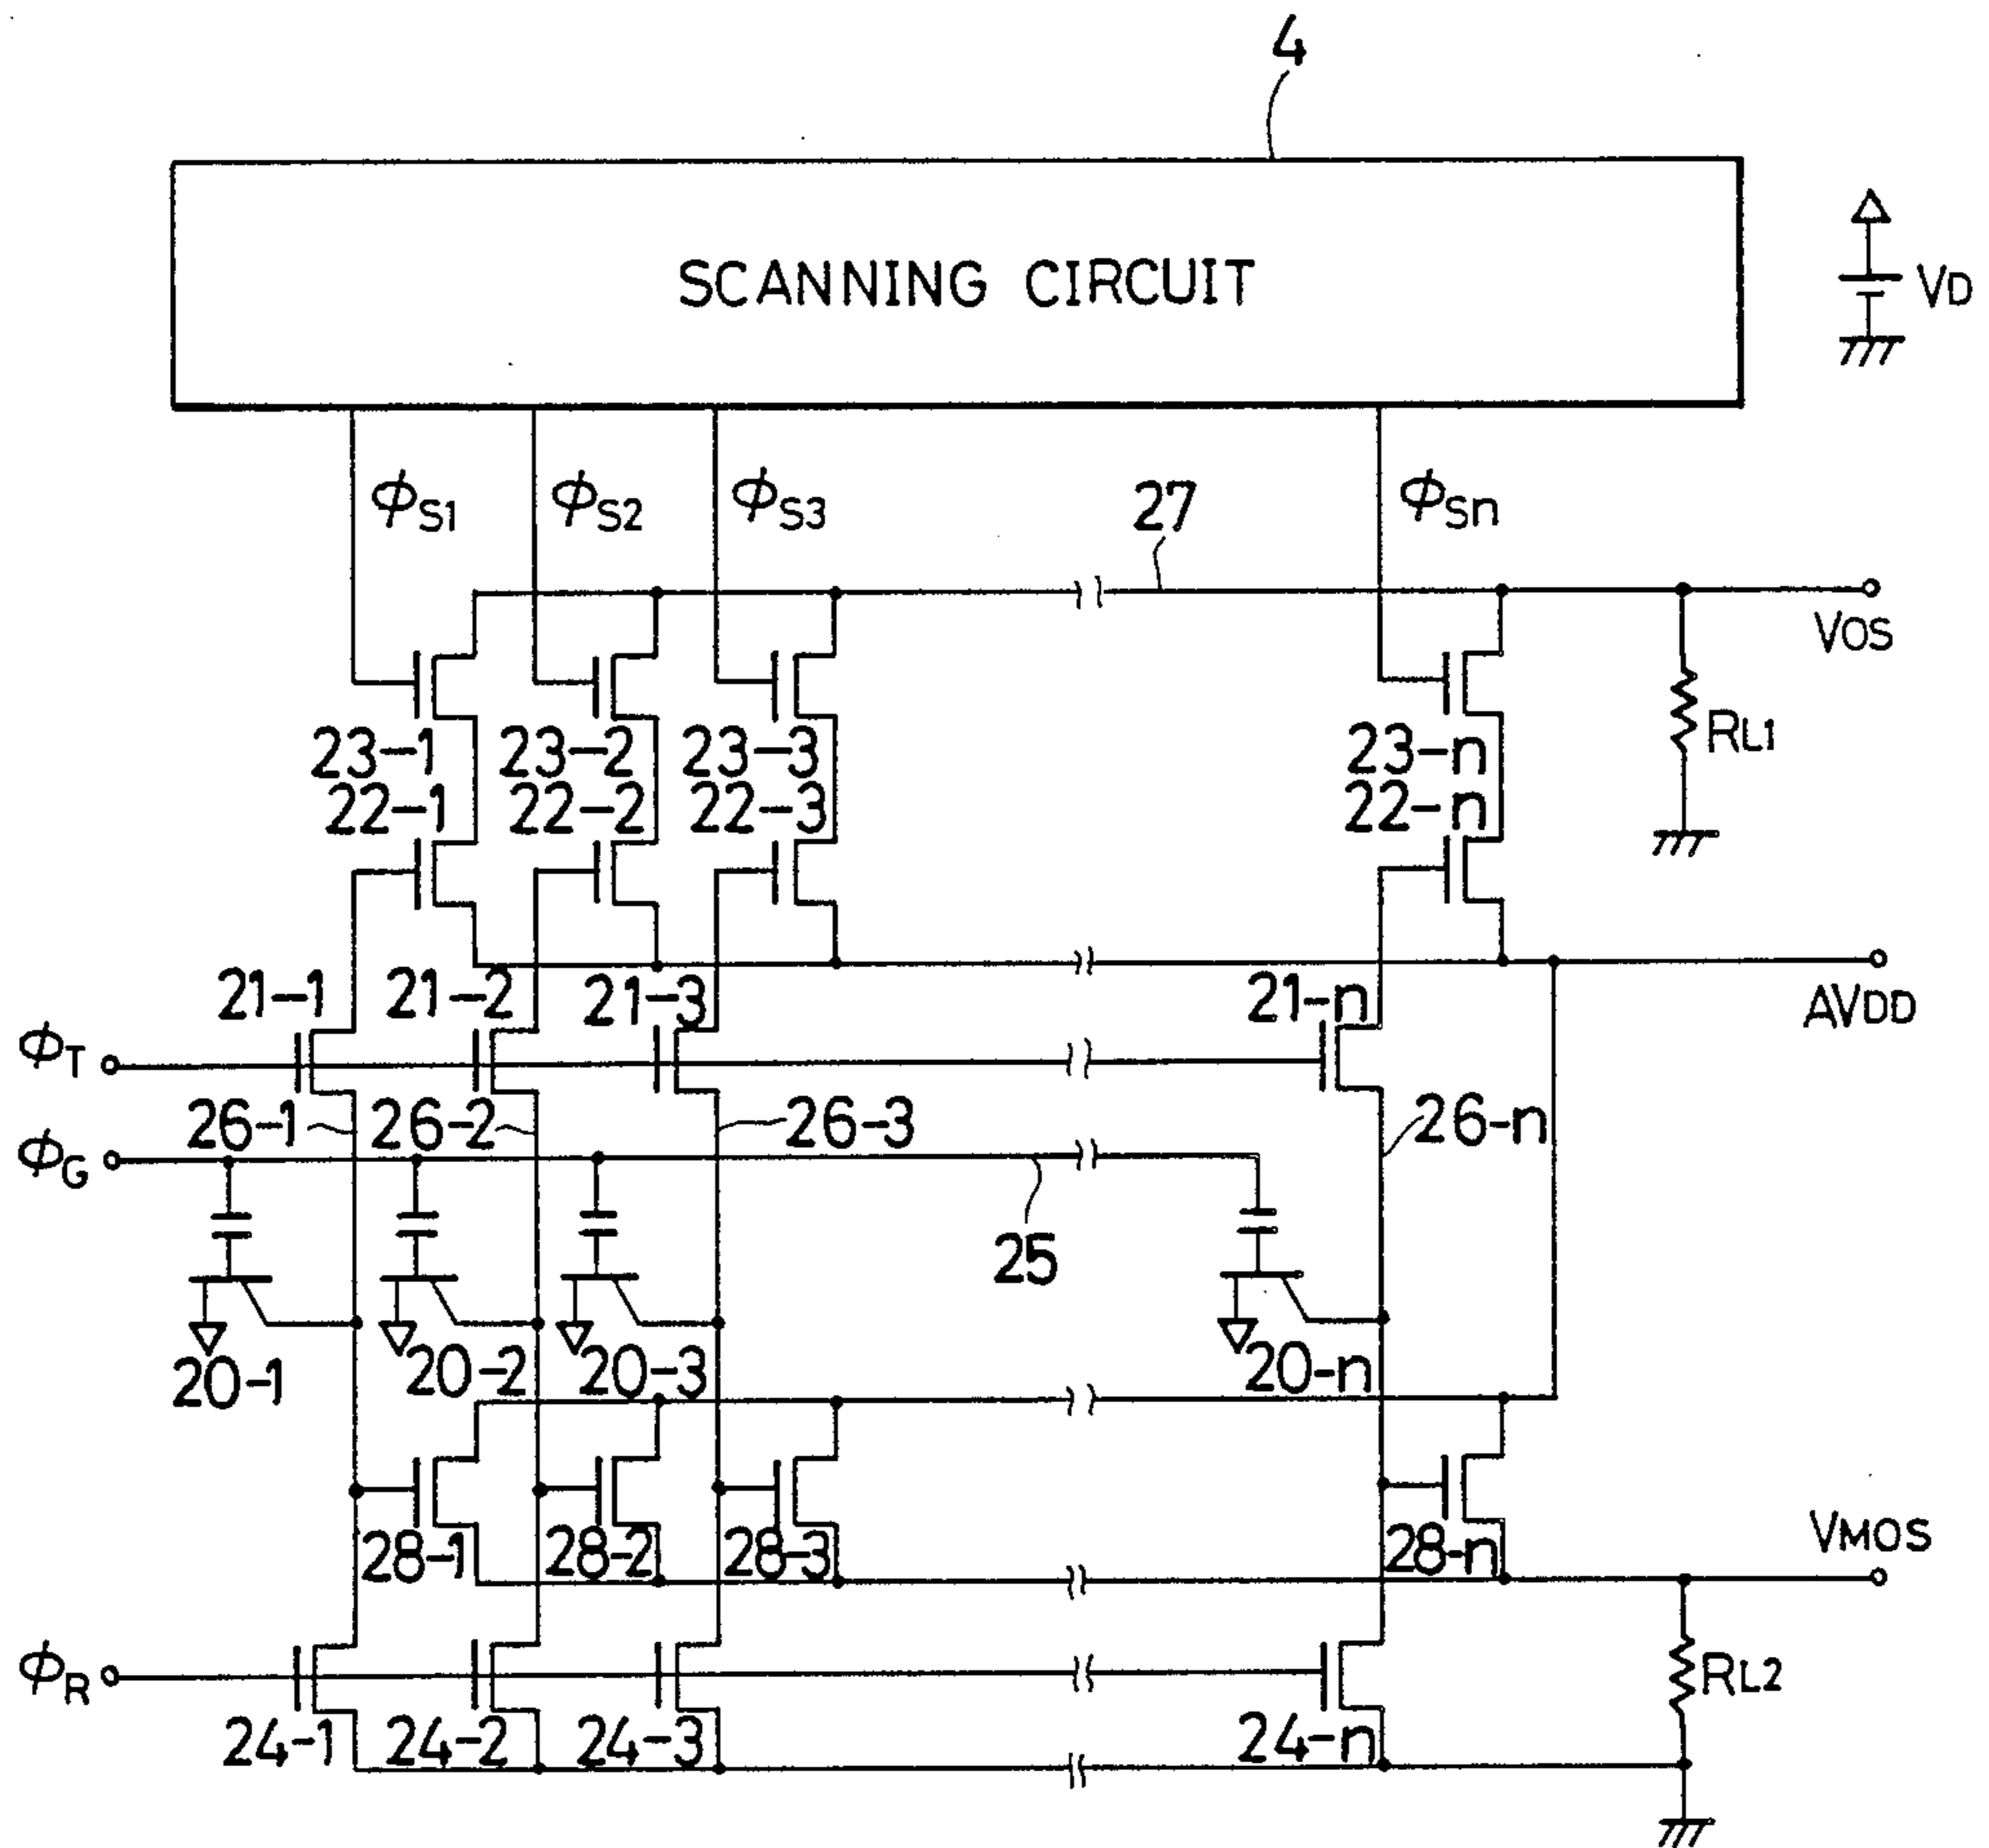 4
SCANNING CIRCUIT
VD
ϕS1 ϕS2 ϕS3 27 ϕSn
VOS
23-1 23-2 23-3 23-n RL1
22-1 22-2 22-3 22-n
21-1 21-2 21-3 21-n AVDD
ϕT
26-1 26-2 26-3 26-n
ϕG
25
20-1 20-2 20-3 20-n
28-1 28-2 28-3 28-n VMOS
ϕR RL2
24-1 24-2 24-3 24-n